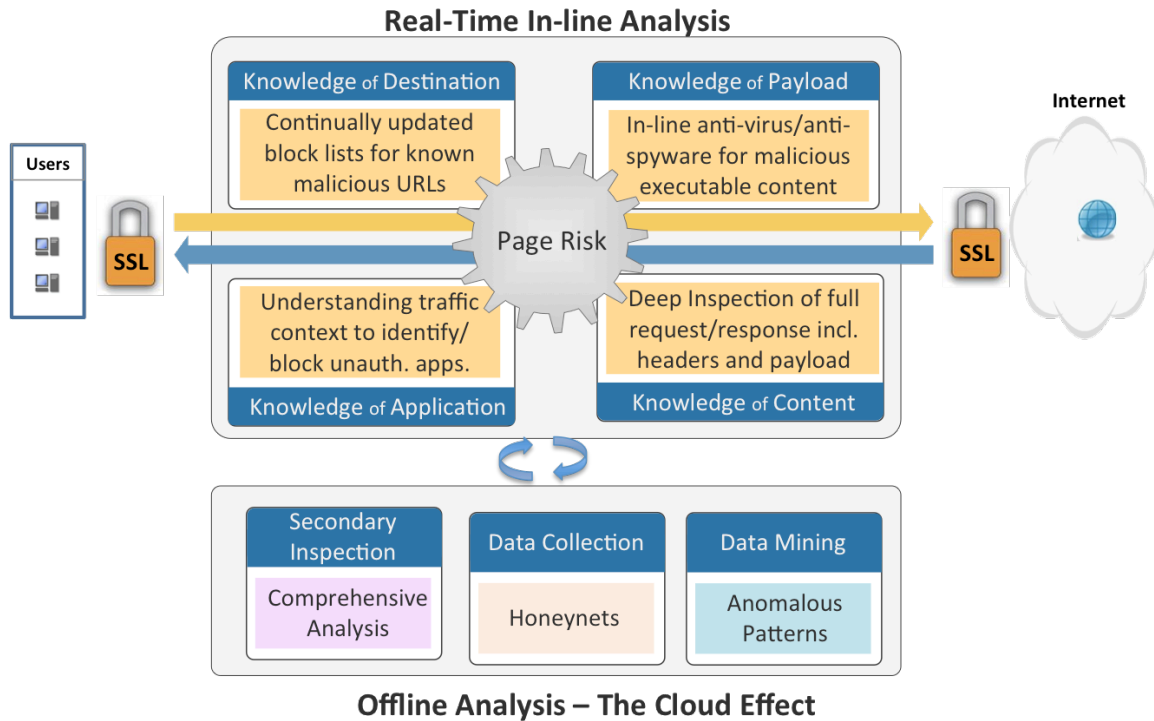 Real-Time In-line Analysis
Knowledge of Destination
Continually updated
block lists for known
malicious URLs
Knowledge of Payload
In-line anti-virus/anti-
spyware for malicious
executable content
Internet
Users
SSL
Page Risk
SSL
Understanding traffic
context to identify/
block unauth. apps.
Knowledge of Application
Deep Inspection of full
request/response incl.
headers and payload
Knowledge of Content
Secondary
Inspection
Comprehensive
Analysis
Data Collection
Honeynets
Data Mining
Anomalous
Patterns
Offline Analysis – The Cloud Effect